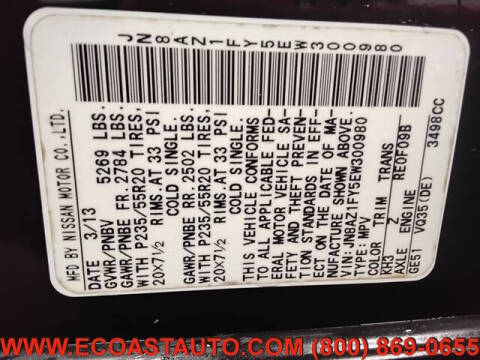 JN8AZ1FY5EW300980
MFD BY NISSAN MOTOR CO.,LTD.
DATE 3/13
GVWR/PNBV 5269 LBS.
GAWR/PNBE FR. 2784 LBS.
WITH P235/55R20 TIRES.
20X7½ RIMS.AT 33 PSI
COLD SINGLE.
GAWR/PNBE RR. 2502 LBS.
WITH P235/55R20 TIRES.
20X7½ RIMS.AT 33 PSI
COLD SINGLE.
THIS VEHICLE CONFORMS
TO ALL APPLICABLE FED-
ERAL MOTOR VEHICLE SA-
FETY AND THEFT PREVENT-
ION STANDARDS IN EFF-
ECT ON THE DATE OF MA-
NUFACTURE SHOWN ABOVE.
VIN: JN8AZ1FY5EW300980
TYPE: MPV
COLOR TRIM TRANS
KH3 Z RE0F09B
AXLE ENGINE
GE51 VQ35(DE) 3498CC
WWW.ECOASTAUTO.COM (800) 869-0655